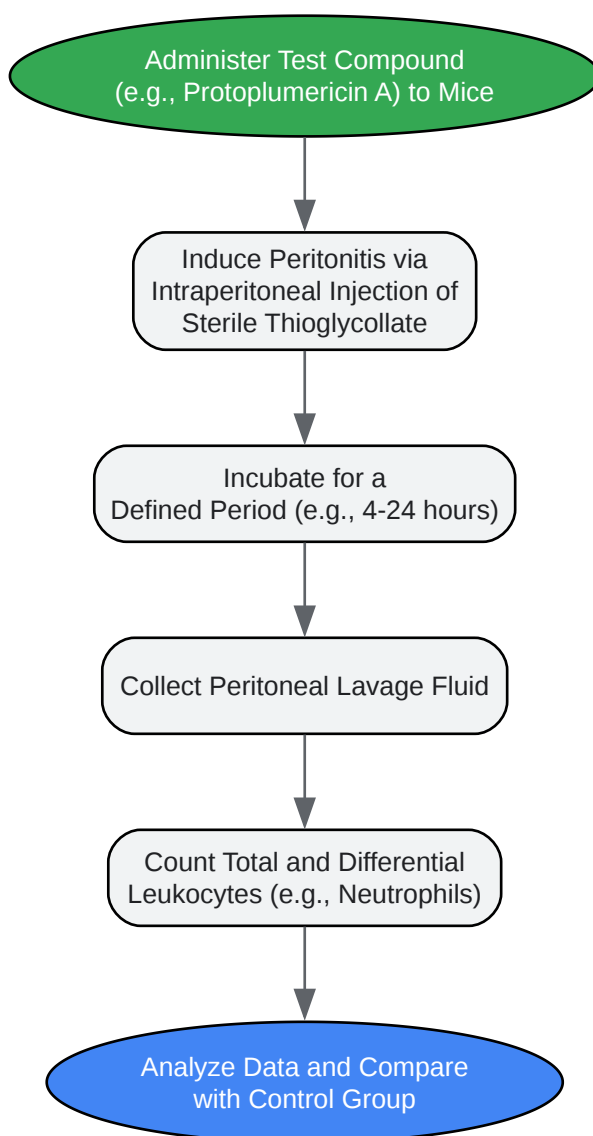 Administer Test Compound
(e.g., Protoplumericin A) to Mice
Induce Peritonitis via
Intraperitoneal Injection of
Sterile Thioglycollate
Incubate for a
Defined Period (e.g., 4-24 hours)
Collect Peritoneal Lavage Fluid
Count Total and Differential
Leukocytes (e.g., Neutrophils)
Analyze Data and Compare
with Control Group